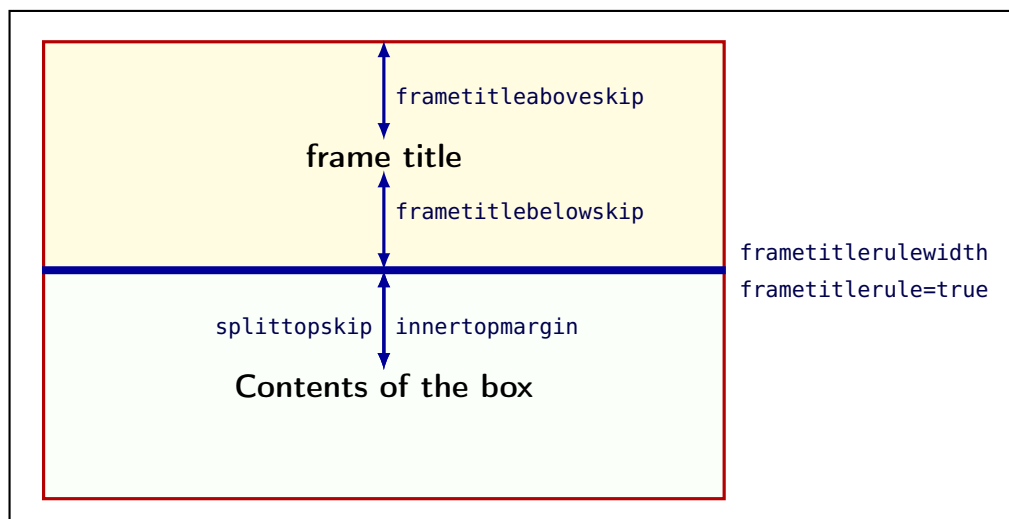 frametitleaboveskip
frame title
frametitlebelowskip
frametitlerulewidth
frametitlerule=true
splittopskip innertopmargin
Contents of the box